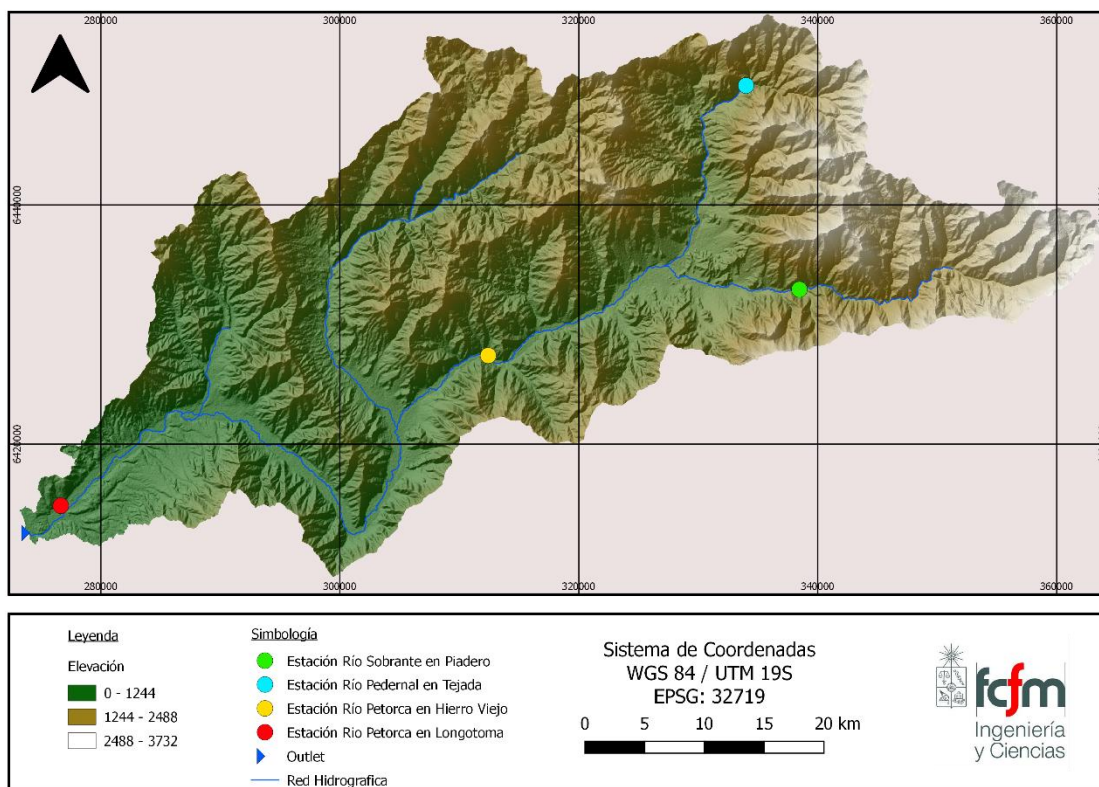 280000
300000
320000
340000
360000
6440000
6440000
6420000
6420000
280000
300000
320000
340000
360000
Leyenda
Elevación
0 - 1244
1244 - 2488
2488 - 3732
Simbología
Estación Río Sobrante en Piadero
Estación Río Pedernal en Tejada
Estación Río Petorca en Hierro Viejo
Estación Rio Petorca en Longotoma
Outlet
Red Hidrografica
Sistema de Coordenadas
WGS 84 / UTM 19S
EPSG: 32719
0 5 10 15 20 km
fcfm
Ingeniería
y Ciencias